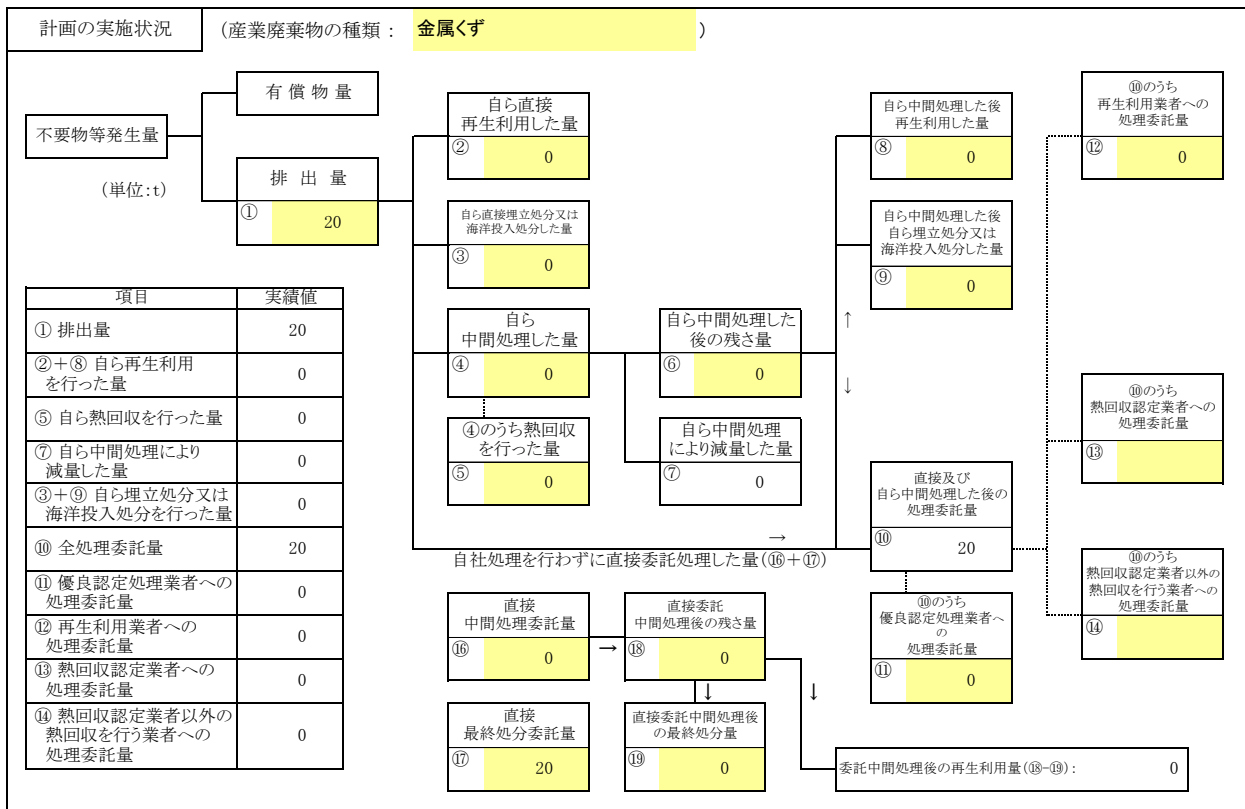 計画の実施状況
(産業廃棄物の種類： 金属くず )
有 償 物 量
不要物等発生量
(単位:t)
排 出 量
①
20
自ら直接
再生利用した量
②
0
自ら直接埋立処分又は
海洋投入処分した量
③
0
自ら
中間処理した量
④
0
④のうち熱回収
を行った量
⑤
0
自ら中間処理した
後の残さ量
⑥
0
自ら中間処理
により減量した量
⑦
0
自ら中間処理した後
再生利用した量
⑧
0
自ら中間処理した後
自ら埋立処分又は
海洋投入処分した量
⑨
0
↑
↓
直接及び
自ら中間処理した後の
処理委託量
⑩
20
⑩のうち
優良認定処理業者へ
の
処理委託量
⑪
0
⑩のうち
再生利用業者への
処理委託量
⑫
0
⑩のうち
熱回収認定業者への
処理委託量
⑬
⑩のうち
熱回収認定業者以外の
熱回収を行う業者への
処理委託量
⑭
→
自社処理を行わずに直接委託処理した量(⑯＋⑰)
直接
中間処理委託量
⑯
0
→
直接委託
中間処理後の残さ量
⑱
0
↓
↓
直接
最終処分委託量
⑰
20
直接委託中間処理後
の最終処分量
⑲
0
委託中間処理後の再生利用量(⑱-⑲)： 0
項目 実績値
① 排出量 20
②＋⑧ 自ら再生利用
を行った量 0
⑤ 自ら熱回収を行った量 0
⑦ 自ら中間処理により
減量した量 0
③＋⑨ 自ら埋立処分又は
海洋投入処分を行った量 0
⑩ 全処理委託量 20
⑪ 優良認定処理業者への
処理委託量 0
⑫ 再生利用業者への
処理委託量 0
⑬ 熱回収認定業者への
処理委託量 0
⑭ 熱回収認定業者以外の
熱回収を行う業者への
処理委託量 0